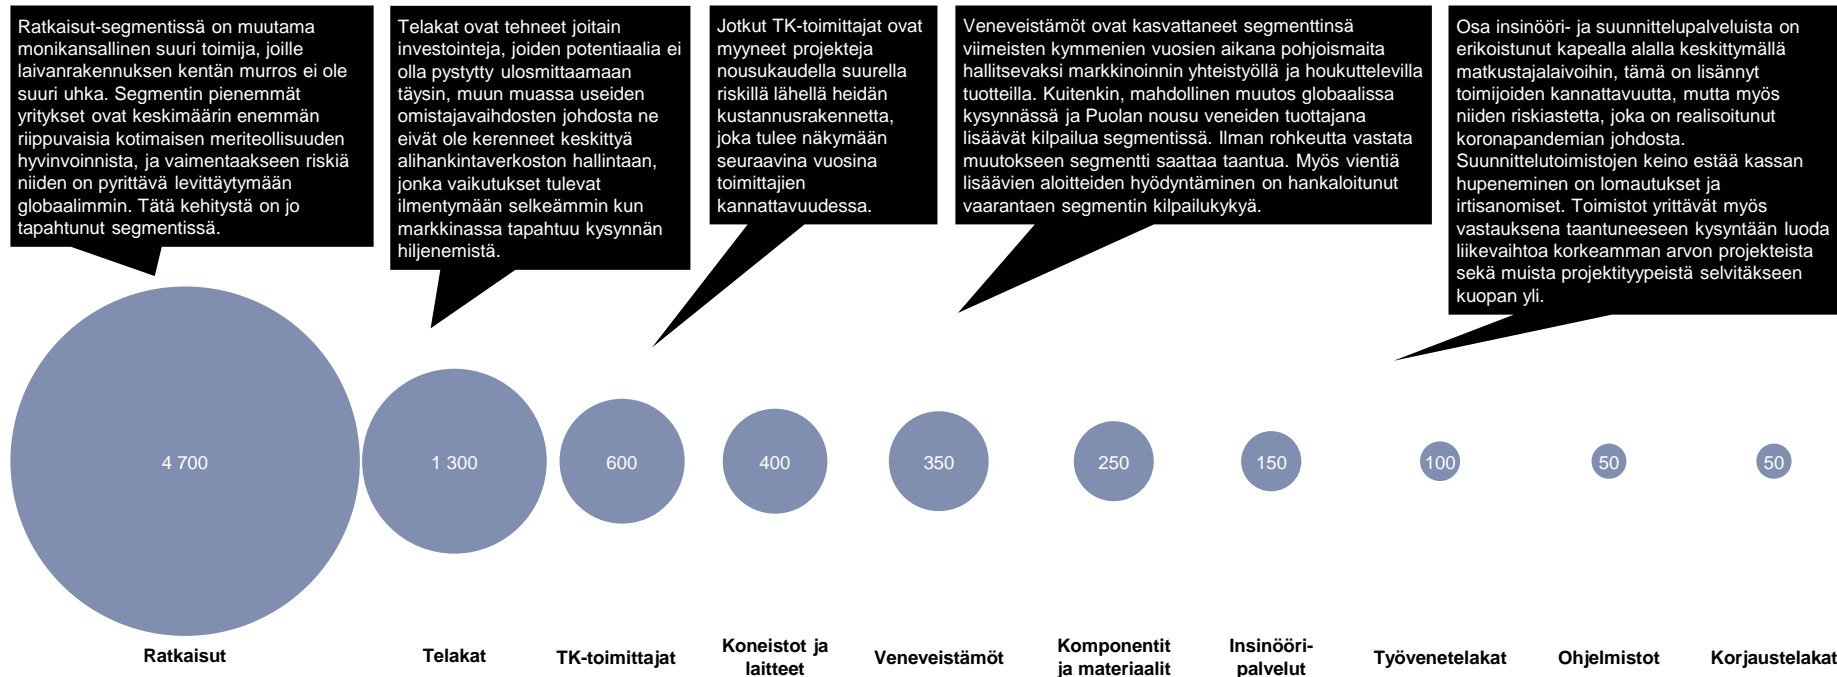 Ratkaisut-segmentissä on muutama
monikansallinen suuri toimija, joille
laivanrakennuksen kentän murros ei ole
suuri uhka. Segmentin pienemmät
yritykset ovat keskimäärin enemmän
riippuvaisia kotimaisen meriteollisuuden
hyvinvoinnista, ja vaimentaakseen riskiä
niiden on pyrittävä levittäytymään
globaalimmin. Tätä kehitystä on jo
tapahtunut segmentissä.
Telakat ovat tehneet joitain
investointeja, joiden potentiaalia ei
olla pystytty ulosmittaamaan
täysin, muun muassa useiden
omistajavaihdosten johdosta ne
eivät ole kerenneet keskittyä
alihankintaverkoston hallintaan,
jonka vaikutukset tulevat
ilmentymään selkeämmin kun
markkinassa tapahtuu kysynnän
hiljenemistä.
Jotkut TK-toimittajat ovat
myyneet projekteja
nousukaudella suurella
riskillä lähellä heidän
kustannusrakennetta,
joka tulee näkymään
seuraavina vuosina
toimittajien
kannattavuudessa.
Veneveistämöt ovat kasvattaneet segmenttinsä
viimeisten kymmenien vuosien aikana pohjoismaita
hallitsevaksi markkinoinnin yhteistyöllä ja houkuttelevilla
tuotteilla. Kuitenkin, mahdollinen muutos globaalissa
kysynnässä ja Puolan nousu veneiden tuottajana
lisäävät kilpailua segmentissä. Ilman rohkeutta vastata
muutokseen segmentti saattaa taantua. Myös vientiä
lisäävien aloitteiden hyödyntäminen on hankaloitunut
vaarantaen segmentin kilpailukykyä.
Osa insinööri- ja suunnittelupalveluista on
erikoistunut kapealla alalla keskittymällä
matkustajalaivoihin, tämä on lisännyt
toimijoiden kannattavuutta, mutta myös
niiden riskiastetta, joka on realisoitunut
koronapandemian johdosta.
Suunnittelutoimistojen keino estää kassan
hupeneminen on lomautukset ja
irtisanomiset. Toimistot yrittävät myös
vastauksena taantuneeseen kysyntään luoda
liikevaihtoa korkeamman arvon projekteista
sekä muista projektityypeistä selvitäkseen
kuopan yli.
4 700
1 300
600
400
350
250
150
100
50
50
Ratkaisut
Telakat
TK-toimittajat
Koneistot ja
laitteet
Veneveistämöt
Komponentit
ja materiaalit
Insinööri-
palvelut
Työvenetelakat
Ohjelmistot
Korjaustelakat